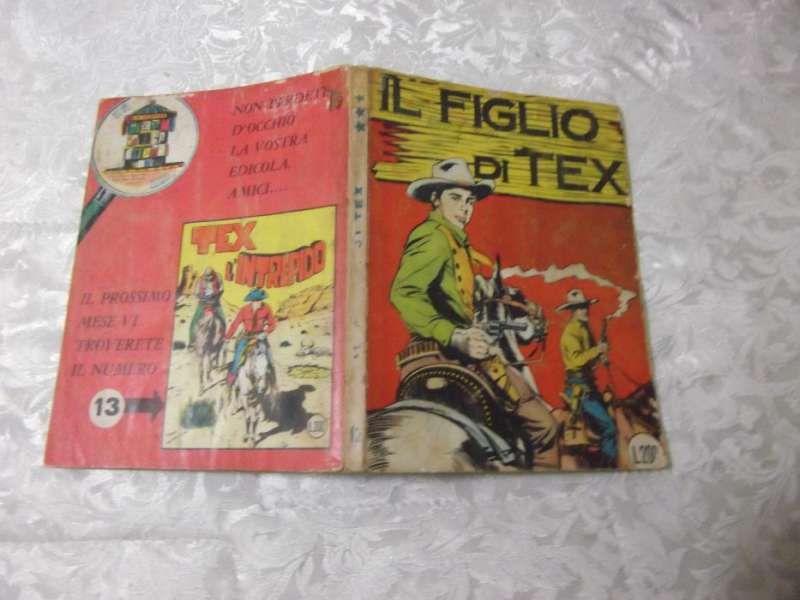 NON PERDETE
D'OCCHIO
LA VOSTRA
EDICOLA,
AMICI....
TEX
L'INTREPIDO
IL PROSSIMO
MESE VI
TROVERETE
IL NUMERO
13
12
IL FIGLIO
DI TEX
L.200